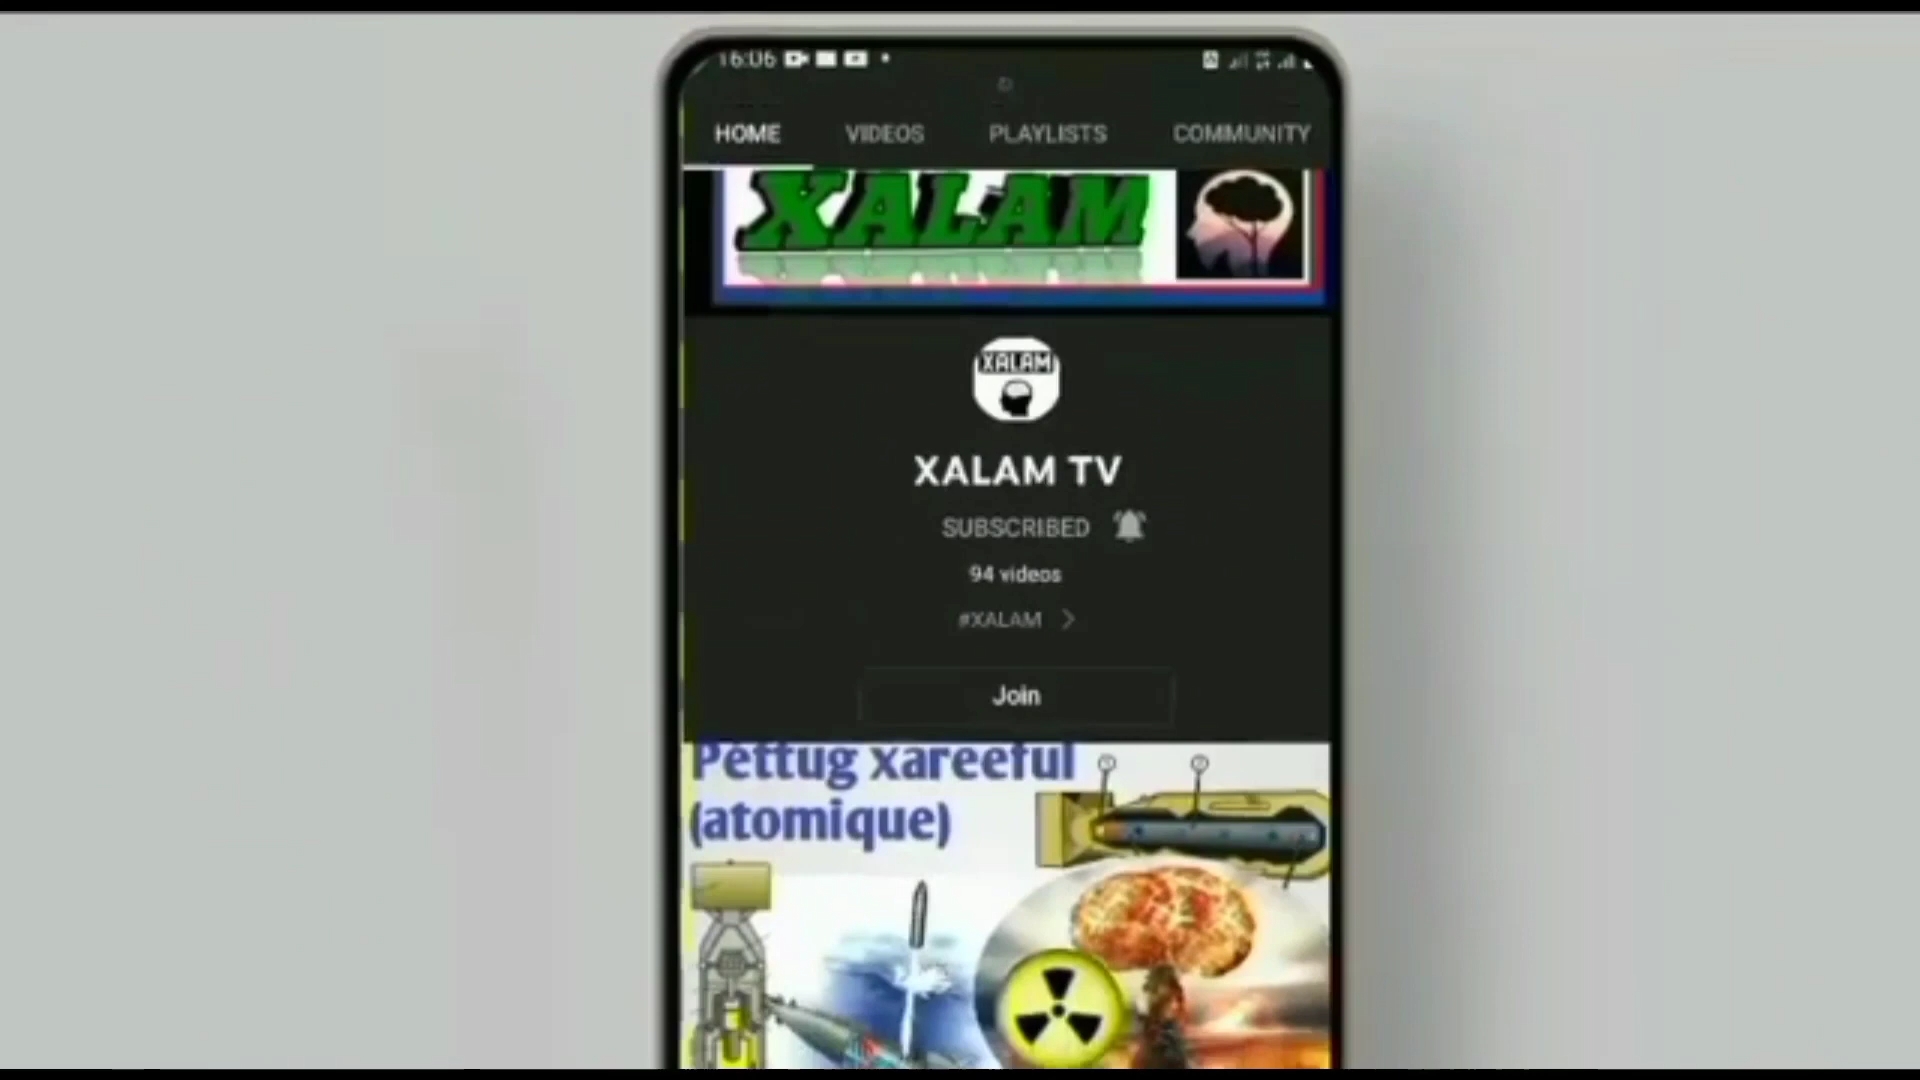 16:06
HOME VIDEOS PLAYLISTS COMMUNITY
XALAM
XALAM
XALAM TV
SUBSCRIBED
94 videos
#XALAM
Join
Pettug xareeful
(atomique)